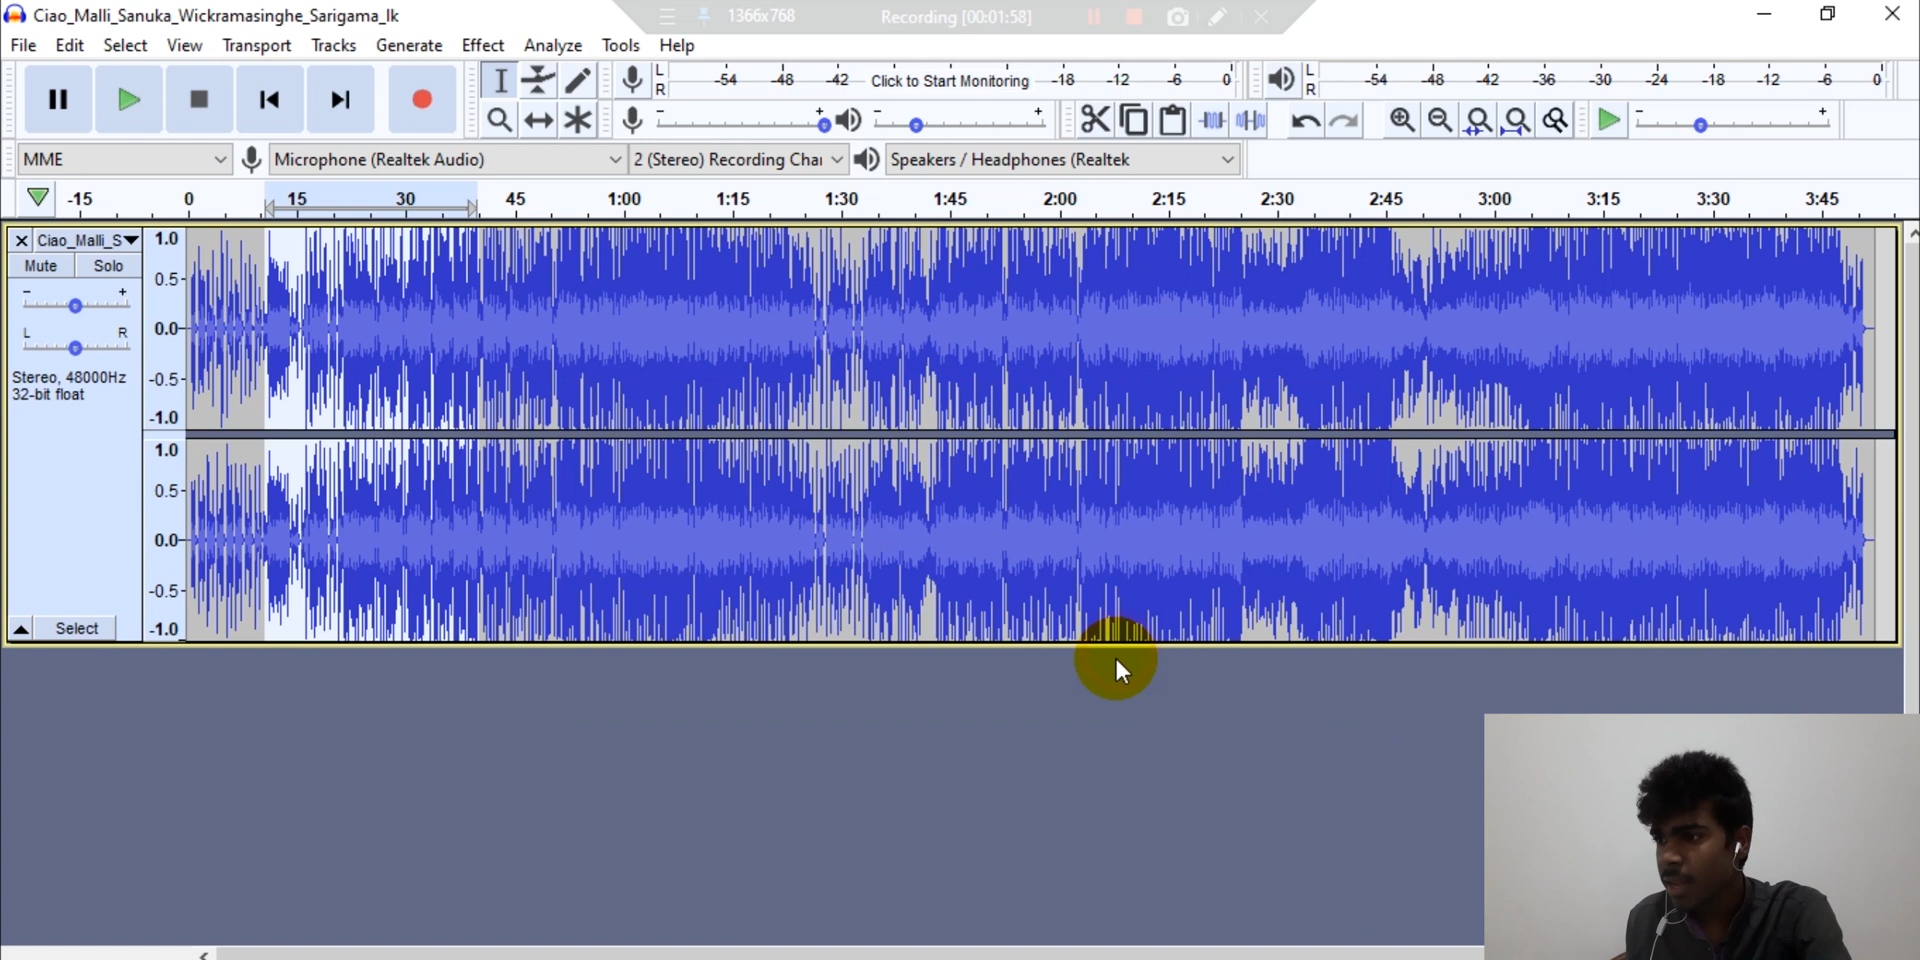 Ciao_Malli_Sanuka_Wickramasinghe_Sarigama_lk
1366x768
Recording [00:01:58]
File Edit Select View Transport Tracks Generate Effect Analyze Tools Help
L
R
-54 -48 -42 Click to Start Monitoring -18 -12 -6 0
L
R
-54 -48 -42 -36 -30 -24 -18 -12 -6 0
MME
Microphone (Realtek Audio)
2 (Stereo) Recording Chai
Speakers / Headphones (Realtek
-15 0 15 30 45 1:00 1:15 1:30 1:45 2:00 2:15 2:30 2:45 3:00 3:15 3:30 3:45
Ciao_Malli_S
Mute Solo
- +
L R
Stereo, 48000Hz
32-bit float
Select
1.0
0.5
0.0
-0.5
-1.0
1.0
0.5
0.0
-0.5
-1.0